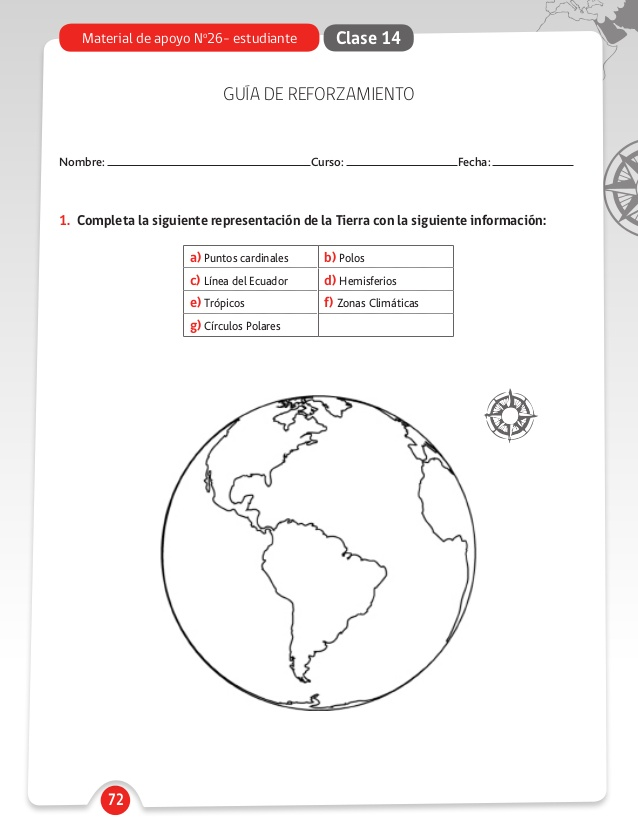 Material de apoyo Nº26- estudiante
Clase 14
GUÍA DE REFORZAMIENTO
Nombre: Curso: Fecha:
1. Completa la siguiente representación de la Tierra con la siguiente información:
a) Puntos cardinales b) Polos
c) Línea del Ecuador d) Hemisferios
e) Trópicos f) Zonas Climáticas
g) Círculos Polares
72